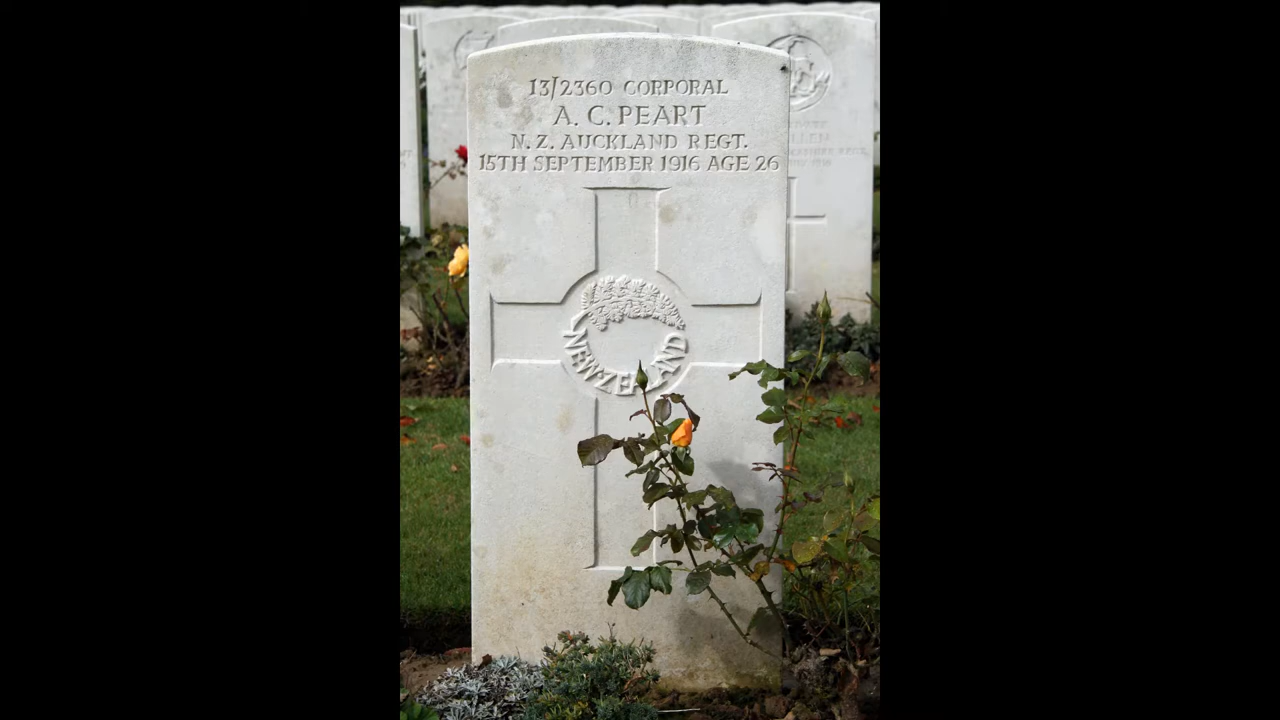 13/2360 CORPORAL
A. C. PEART
N. Z. AUCKLAND REGT.
15TH SEPTEMBER 1916 AGE 26
NEW ZEALAND